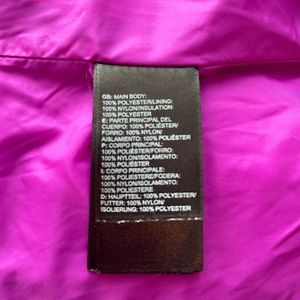 GB: MAIN BODY:
100% POLYESTER/LINING:
100% NYLON/INSULATION:
100% POLYESTER
E: PARTE PRINCIPAL DEL
CUERPO: 100% POLIÉSTER/
FORRO: 100% NYLON/
AISLAMIENTO: 100% POLIÉSTER
P: CORPO PRINCIPAL:
100% POLIÉSTER/FORRO:
100% NYLON/ISOLAMENTO:
100% POLIÉSTER
I: CORPO PRINCIPALE:
100% POLIESTERE/FODERA:
100% NYLON/ISOLAMENTO:
100% POLIESTERE
D: HAUPTTEIL: 100% POLYESTER/
FUTTER: 100% NYLON/
ISOLIERUNG: 100% POLYESTER